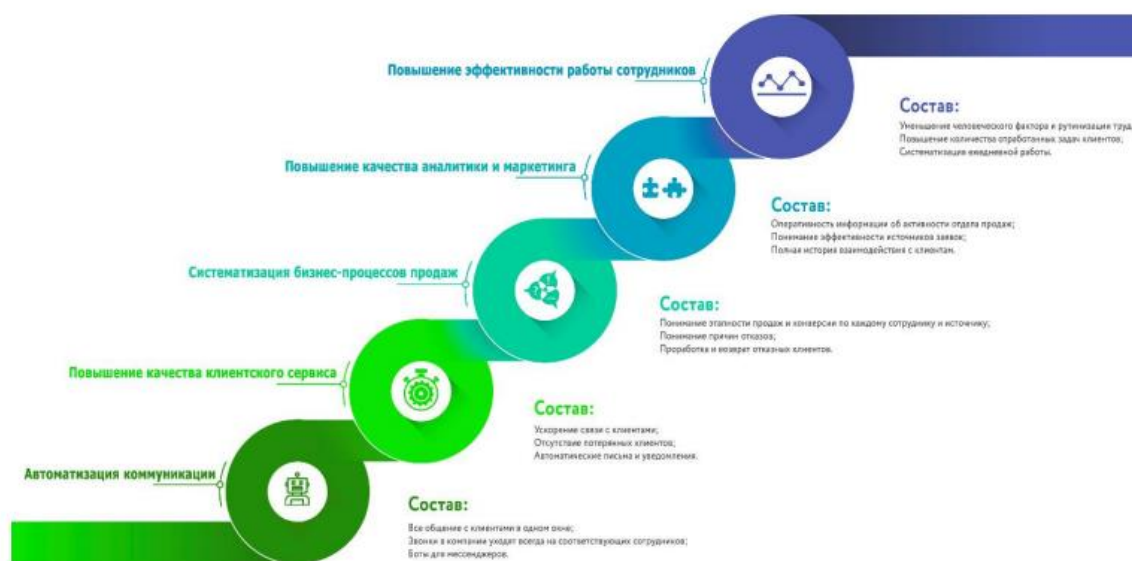 Повышение эффективности работы сотрудников
Состав:
Уменьшение человеческого фактора и рутинизации труд
Повышение количества отработанных задач клиентов;
Систематизация ежедневной работы.
Повышение качества аналитики и маркетинга
Состав:
Оперативность информации об активности отдела продаж;
Понимание эффективности источников заявок;
Полная история взаимодействия с клиентам.
Систематизация бизнес-процессов продаж
Состав:
Понимание этапности продаж и конверсии по каждому сотруднику и источнику;
Понимание причин отказов;
Проработка и возврат отказных клиентов.
Повышение качества клиентского сервиса
Состав:
Ускорение связи с клиентами;
Отсутствие потерянных клиентов;
Автоматические письма и уведомления.
Автоматизация коммуникации
Состав:
Все общение с клиентами в одном окне;
Звонки в компании уходят всегда на соответствующих сотрудников;
Боты для мессенджеров.